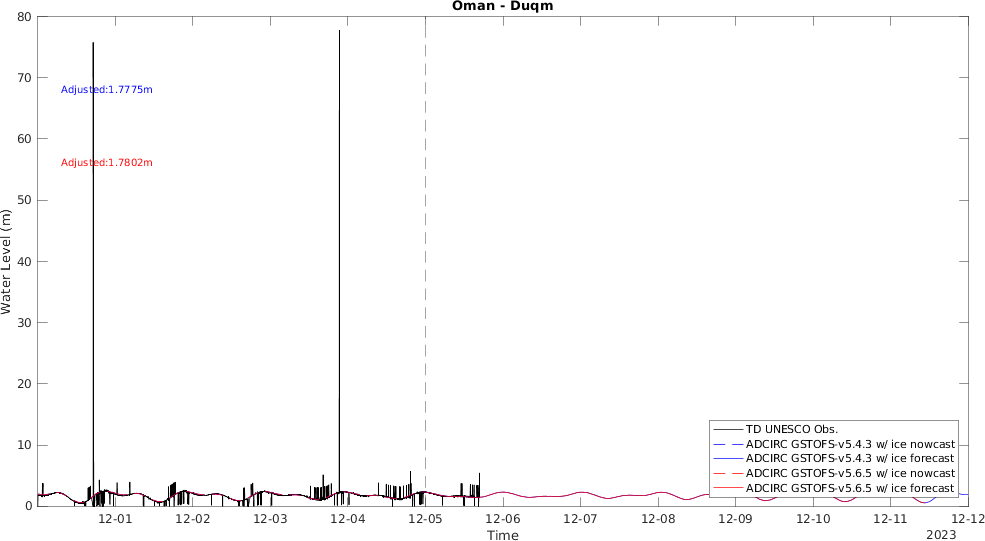 Oman - Duqm
80
70
60
50
40
30
20
10
0
Water Level (m)
Adjusted:1.7775m
Adjusted:1.7802m
TD UNESCO Obs.
ADCIRC GSTOFS-v5.4.3 w/ ice nowcast
ADCIRC GSTOFS-v5.4.3 w/ ice forecast
ADCIRC GSTOFS-v5.6.5 w/ ice nowcast
ADCIRC GSTOFS-v5.6.5 w/ ice forecast
12-01 12-02 12-03 12-04 12-05 12-06 12-07 12-08 12-09 12-10 12-11 12-12
Time
2023